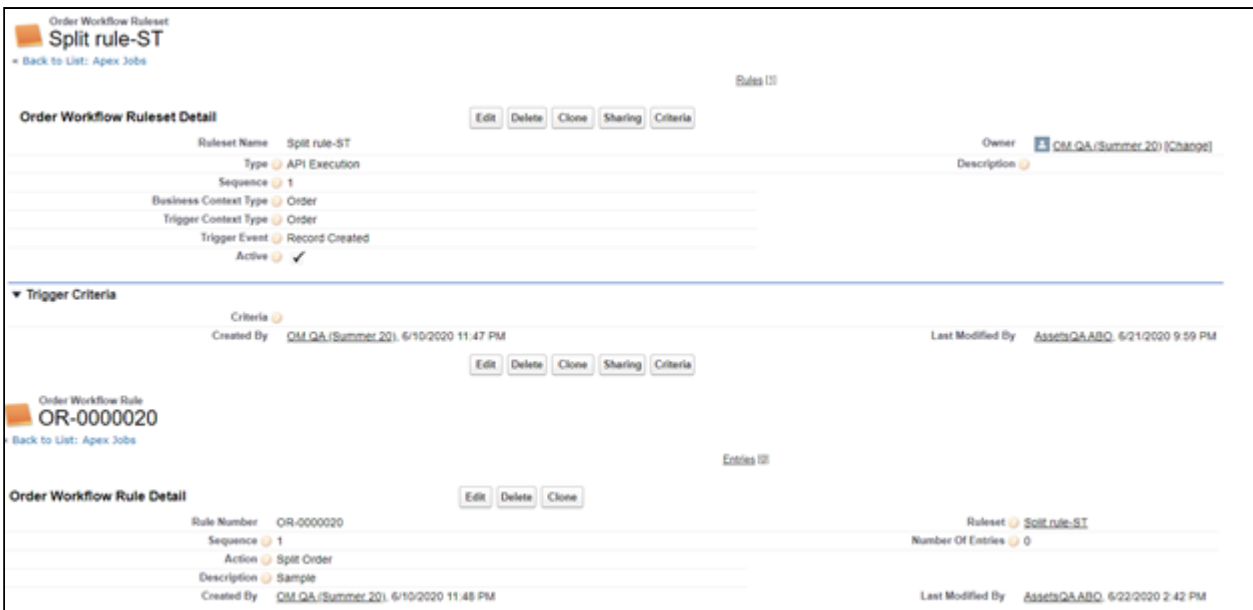 Order Workflow Ruleset
Split rule-ST
« Back to List: Apex Jobs
Rules [1]
Order Workflow Ruleset Detail Edit Delete Clone Sharing Criteria
Ruleset Name Split rule-ST Owner OM QA (Summer 20) [Change]
Type API Execution Description
Sequence 1
Business Context Type Order
Trigger Context Type Order
Trigger Event Record Created
Active ✓
▼ Trigger Criteria
Criteria
Created By OM QA (Summer 20), 6/10/2020 11:47 PM Last Modified By AssetsQA ABO, 6/21/2020 9:59 PM
Edit Delete Clone Sharing Criteria
Order Workflow Rule
OR-0000020
« Back to List: Apex Jobs
Entries [0]
Order Workflow Rule Detail Edit Delete Clone
Rule Number OR-0000020 Ruleset Split rule-ST
Sequence 1 Number Of Entries 0
Action Split Order
Description Sample
Created By OM QA (Summer 20), 6/10/2020 11:48 PM Last Modified By AssetsQA ABO, 6/22/2020 2:42 PM